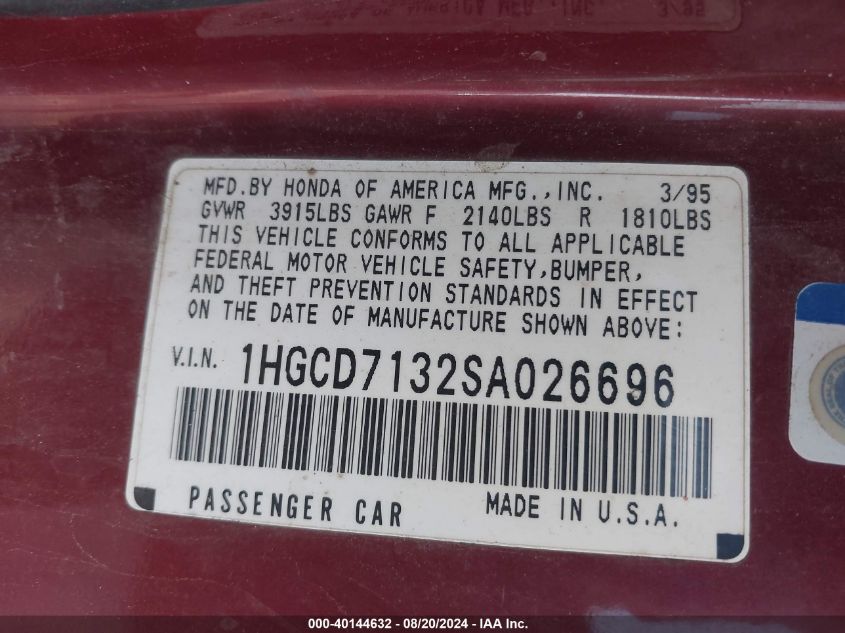 MFD.BY HONDA OF AMERICA MFG.,INC. 3/95
GVWR 3915LBS GAWR F 2140LBS R 1810LBS
THIS VEHICLE CONFORMS TO ALL APPLICABLE
FEDERAL MOTOR VEHICLE SAFETY,BUMPER,
AND THEFT PREVENTION STANDARDS IN EFFECT
ON THE DATE OF MANUFACTURE SHOWN ABOVE:
V.I.N. 1HGCD7132SA026696
PASSENGER CAR MADE IN U.S.A.
000-40144632 - 08/20/2024 - IAA Inc.